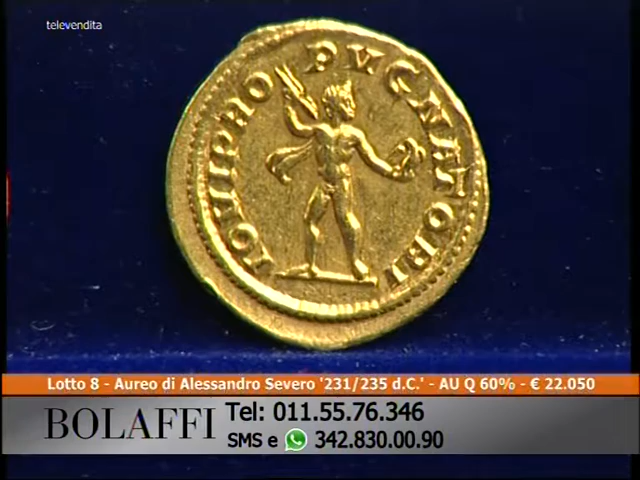 televendita
IOVI PROPVGNATORI
Lotto 8 - Aureo di Alessandro Severo '231/235 d.C.' - AU Q 60% - € 22.050
BOLAFFI
Tel: 011.55.76.346
SMS e 342.830.00.90